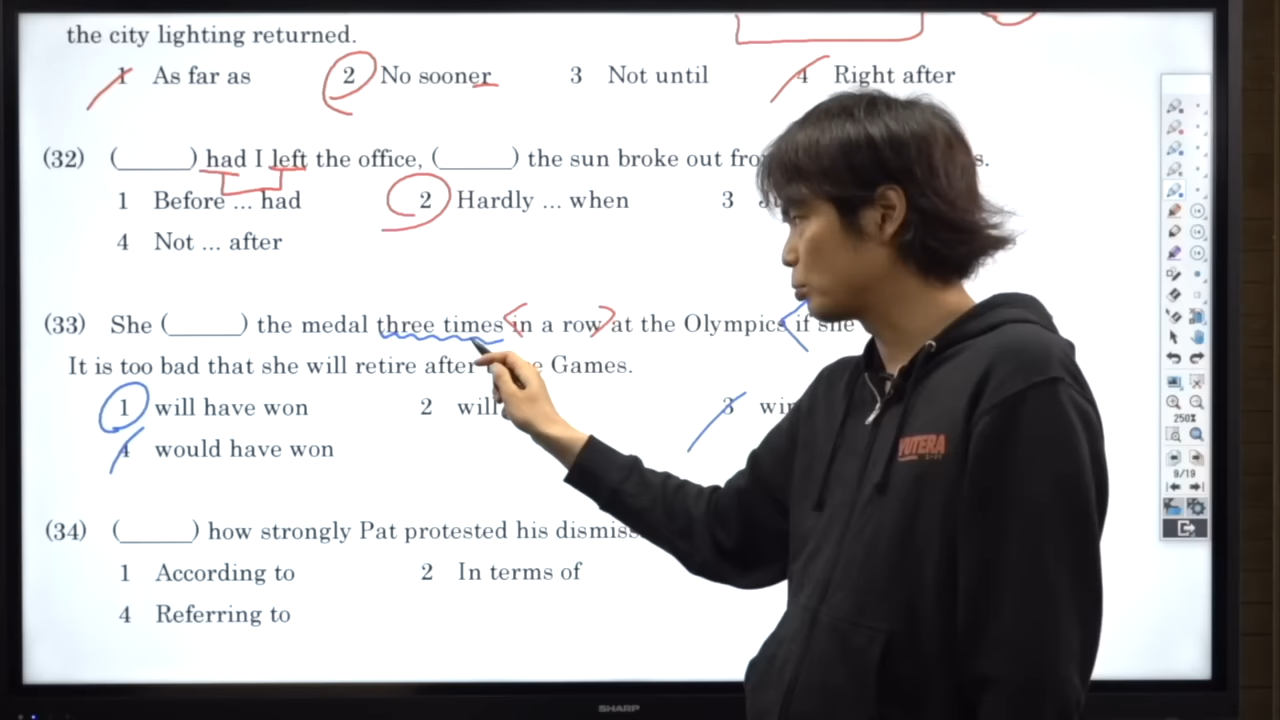 the city lighting returned.
1 As far as 2 No sooner 3 Not until 4 Right after
(32) (　) had I left the office, (　) the sun broke out s.
1 Before ... had 2 Hardly ... when 3
4 Not ... after
(33) She (　) the medal three times in a row at the Olympics if she
It is too bad that she will retire after Games.
1 will have won 2 will 3
4 would have won
(34) (　) how strongly Pat protested his
1 According to 2 In terms of
4 Referring to
250%
9/19
SHARP